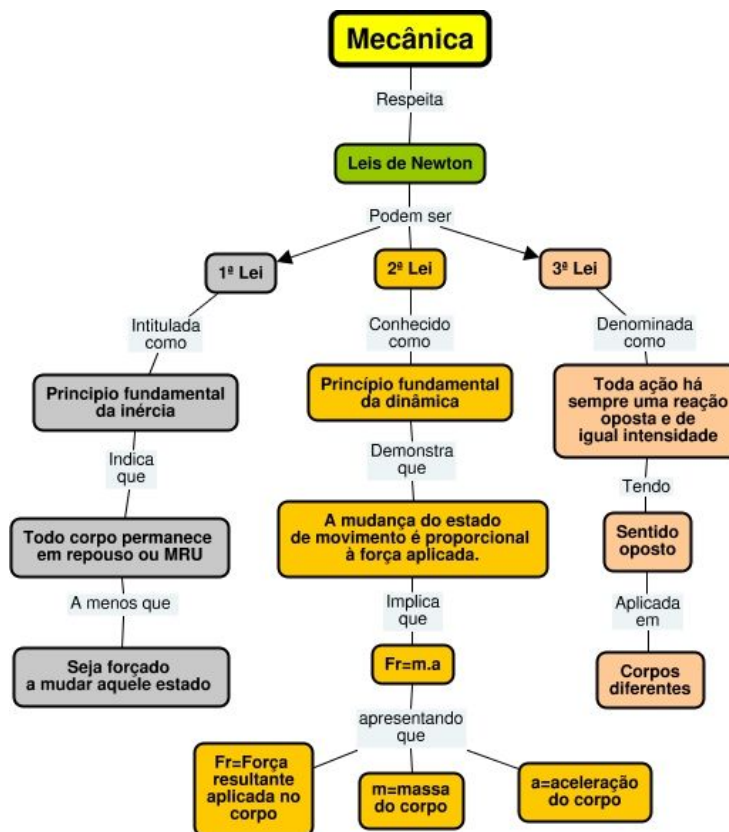 Mecânica
Respeita
Leis de Newton
Podem ser
1ª Lei
2ª Lei
3ª Lei
Intitulada
como
Conhecido
como
Denominada
como
Principio fundamental
da inércia
Princípio fundamental
da dinâmica
Toda ação há
sempre uma reação
oposta e de
igual intensidade
Indica
que
Demonstra
que
Tendo
Todo corpo permanece
em repouso ou MRU
A mudança do estado
de movimento é proporcional
à força aplicada.
Sentido
oposto
A menos que
Implica
que
Aplicada
em
Seja forçado
a mudar aquele estado
Fr=m.a
Corpos
diferentes
apresentando
que
Fr=Força
resultante
aplicada no
corpo
m=massa
do corpo
a=aceleração
do corpo